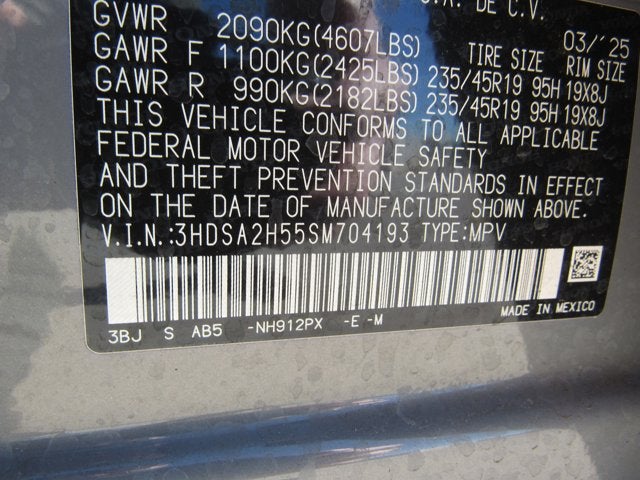 DE C.V.
GVWR 2090KG(4607LBS) 03/'25
GAWR F 1100KG(2425LBS) TIRE SIZE RIM SIZE
235/45R19 95H 19X8J
GAWR R 990KG(2182LBS) 235/45R19 95H 19X8J
THIS VEHICLE CONFORMS TO ALL APPLICABLE
FEDERAL MOTOR VEHICLE SAFETY
AND THEFT PREVENTION STANDARDS IN EFFECT
ON THE DATE OF MANUFACTURE SHOWN ABOVE.
V.I.N.:3HDSA2H55SM704193 TYPE:MPV
3BJ S AB5 -NH912PX -E -M
MADE IN MEXICO